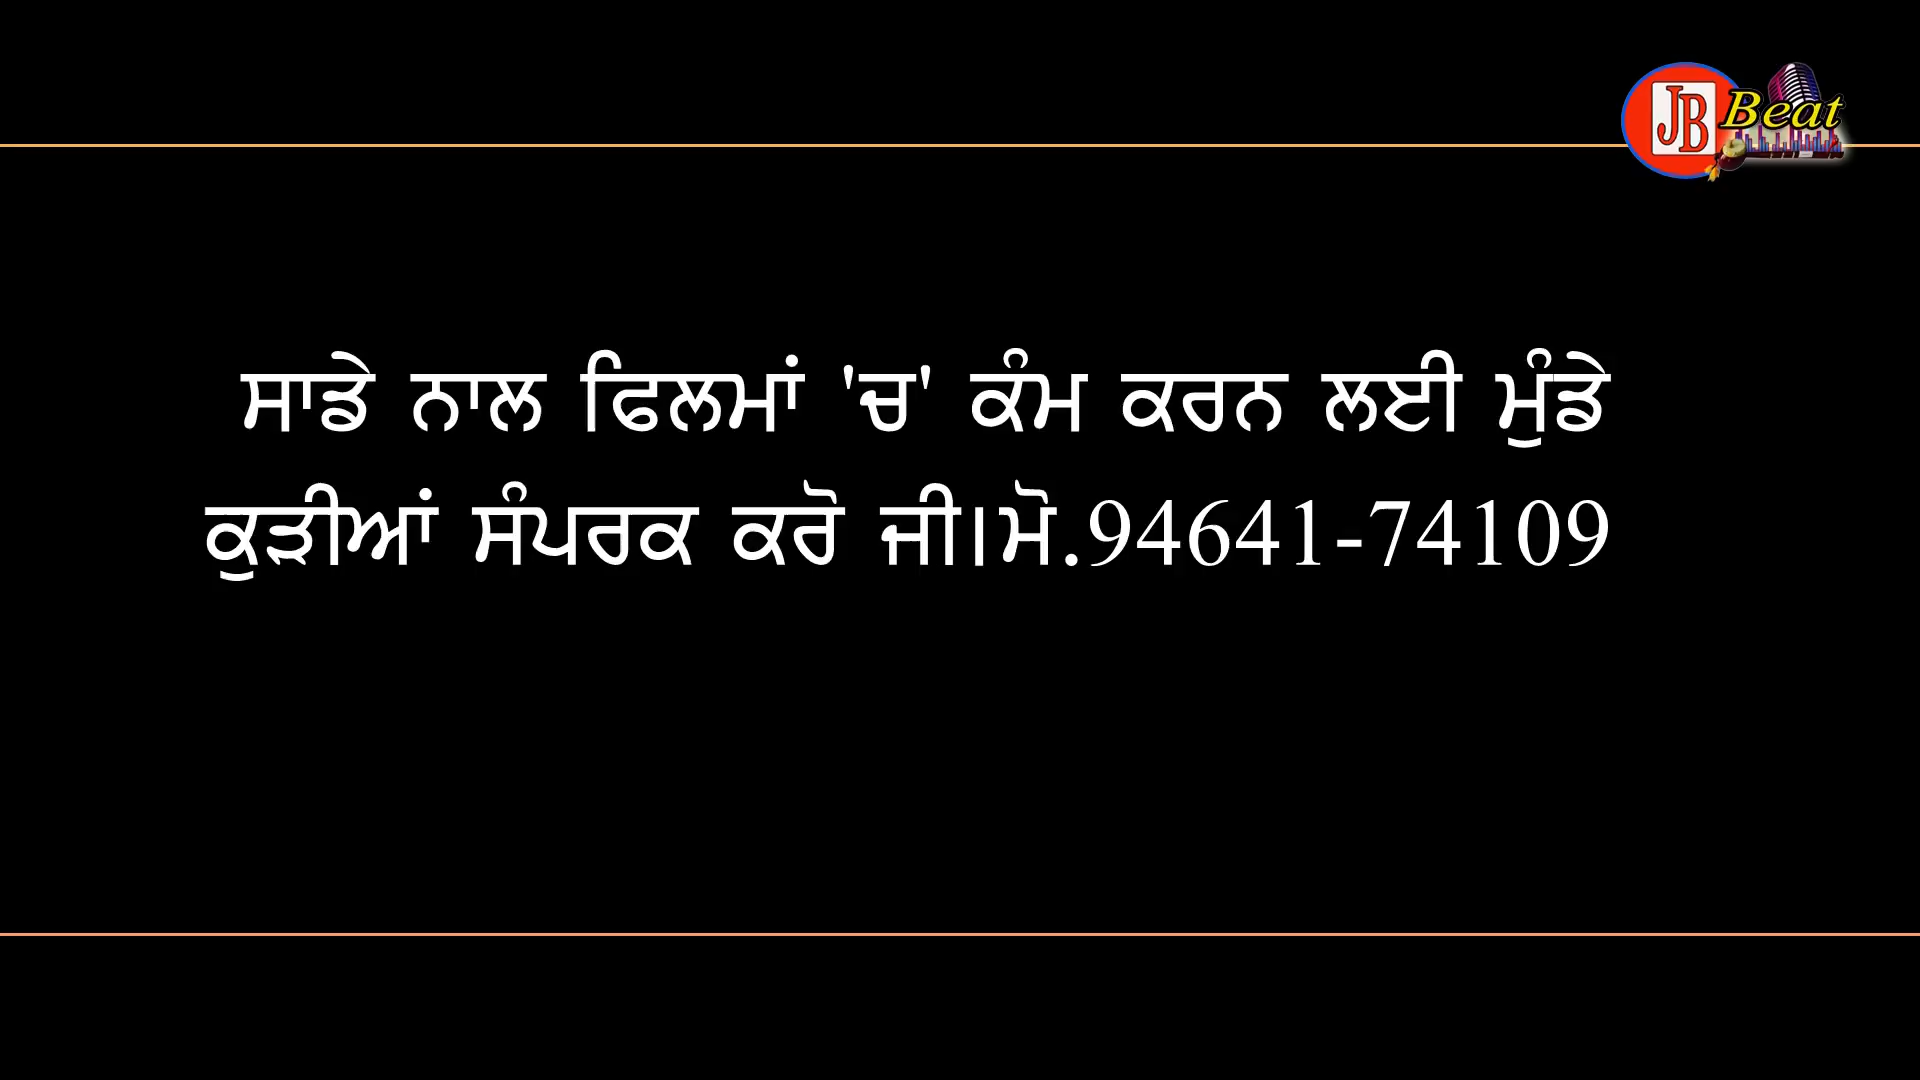 JB Beat
ਸਾਡੇ ਨਾਲ ਫਿਲਮਾਂ 'ਚ' ਕੰਮ ਕਰਨ ਲਈ ਮੁੰਡੇ
ਕੁੜੀਆਂ ਸੰਪਰਕ ਕਰੋ ਜੀ।ਮੋ.94641-74109